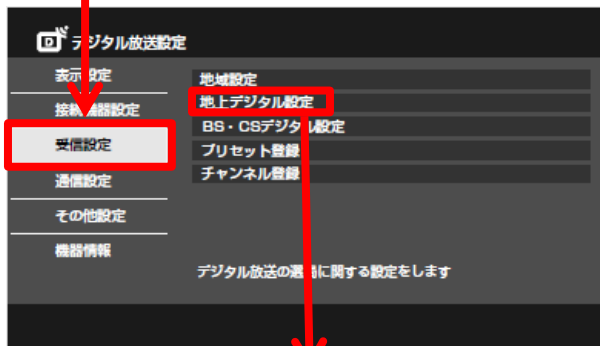 デジタル放送設定
表示設定
接続機器設定
受信設定
通信設定
その他設定
機器情報
地域設定
地上デジタル設定
BS・CSデジタル設定
プリセット登録
チャンネル登録
デジタル放送の選局に関する設定をします